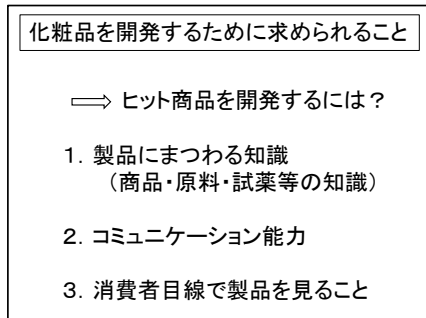 化粧品を開発するために求められること
⇒ ヒット商品を開発するには？
１．製品にまつわる知識
（商品・原料・試薬等の知識）
２．コミュニケーション能力
３．消費者目線で製品を見ること